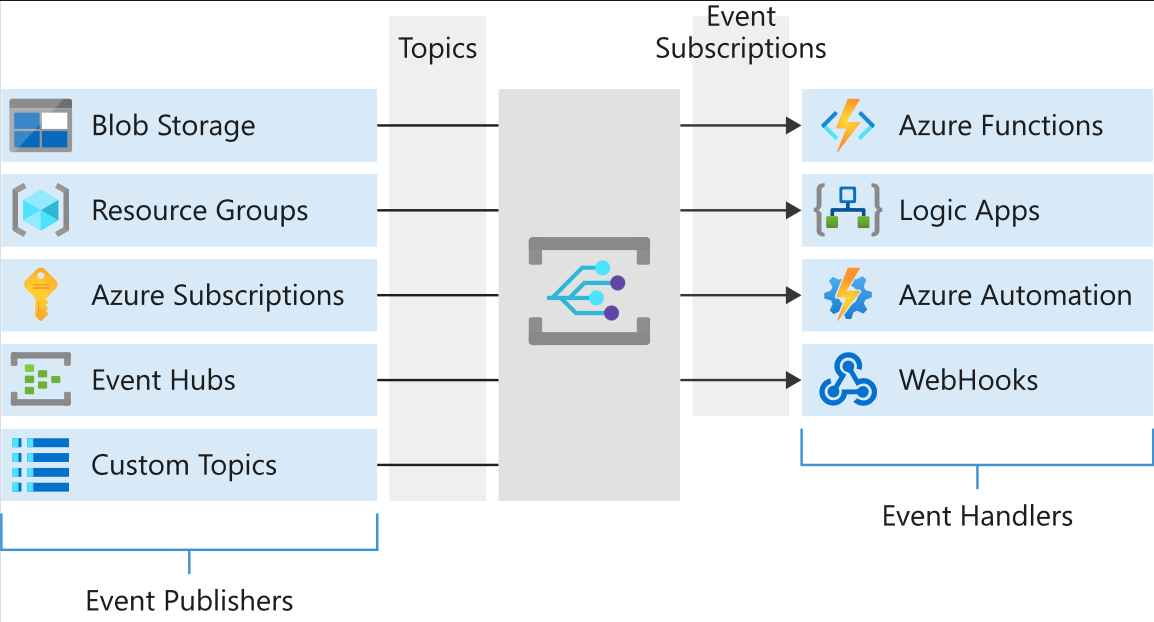 Topics
Event
Subscriptions
Blob Storage
Resource Groups
Azure Subscriptions
Event Hubs
Custom Topics
Event Publishers
Azure Functions
Logic Apps
Azure Automation
WebHooks
Event Handlers